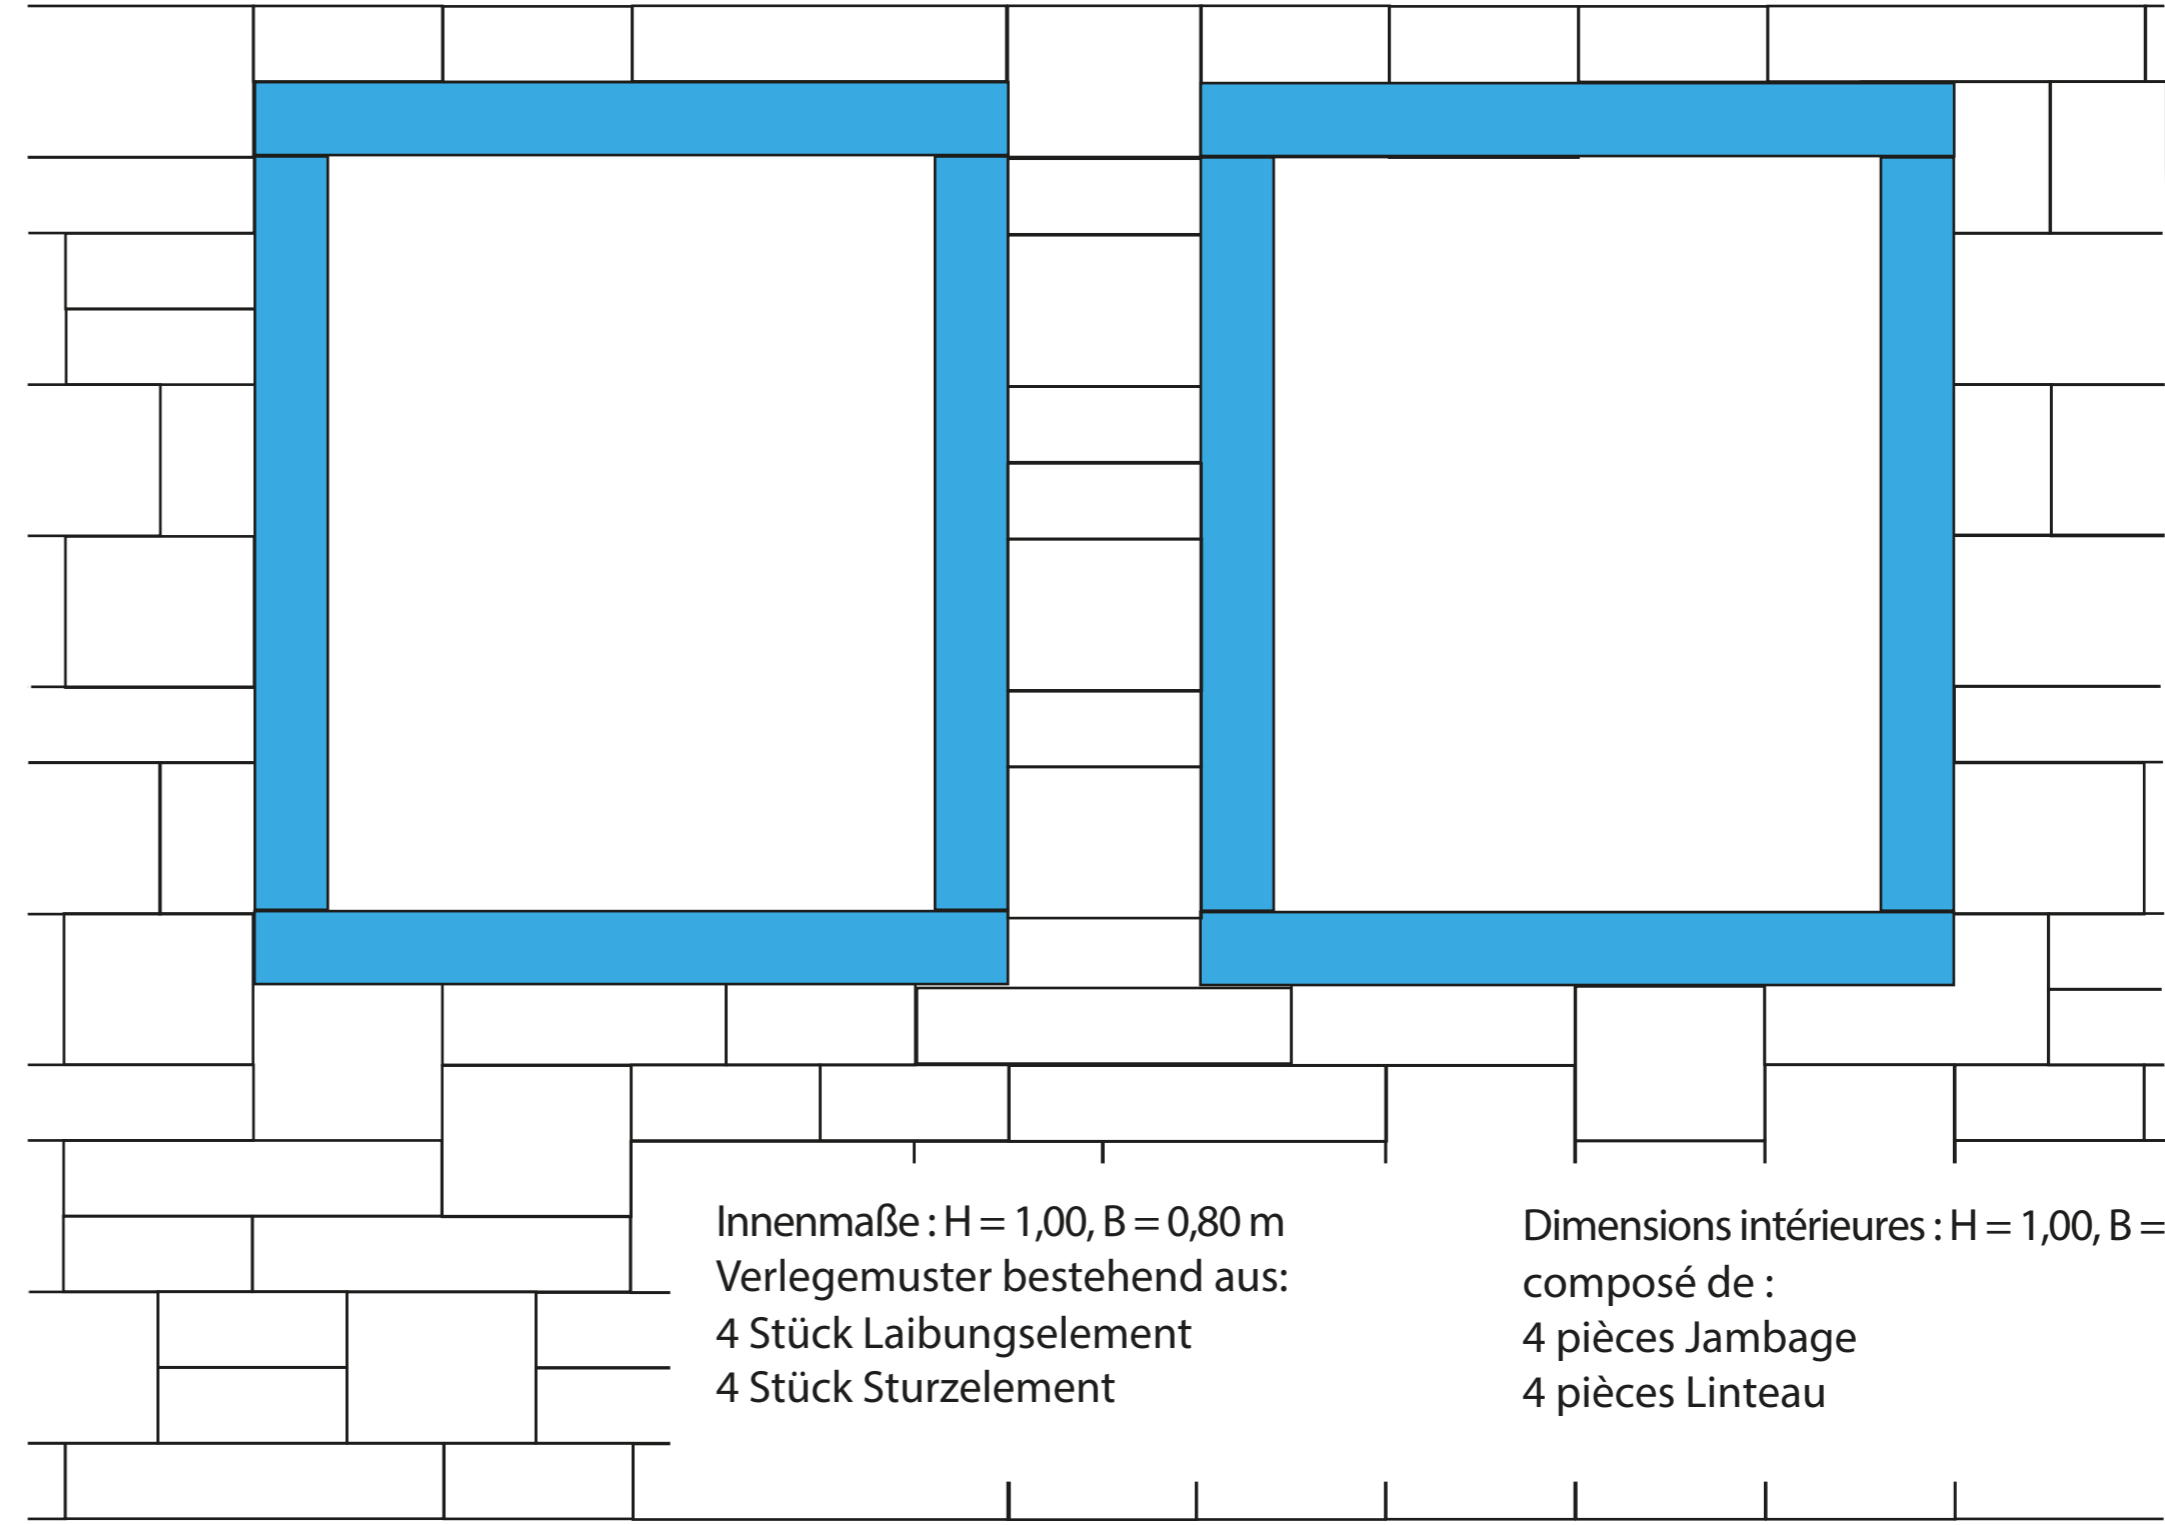 Innenmaße : H = 1,00, B = 0,80 m
Verlegemuster bestehend aus:
4 Stück Laibungselement
4 Stück Sturzelement
Dimensions intérieures : H = 1,00, B =
composé de :
4 pièces Jambage
4 pièces Linteau